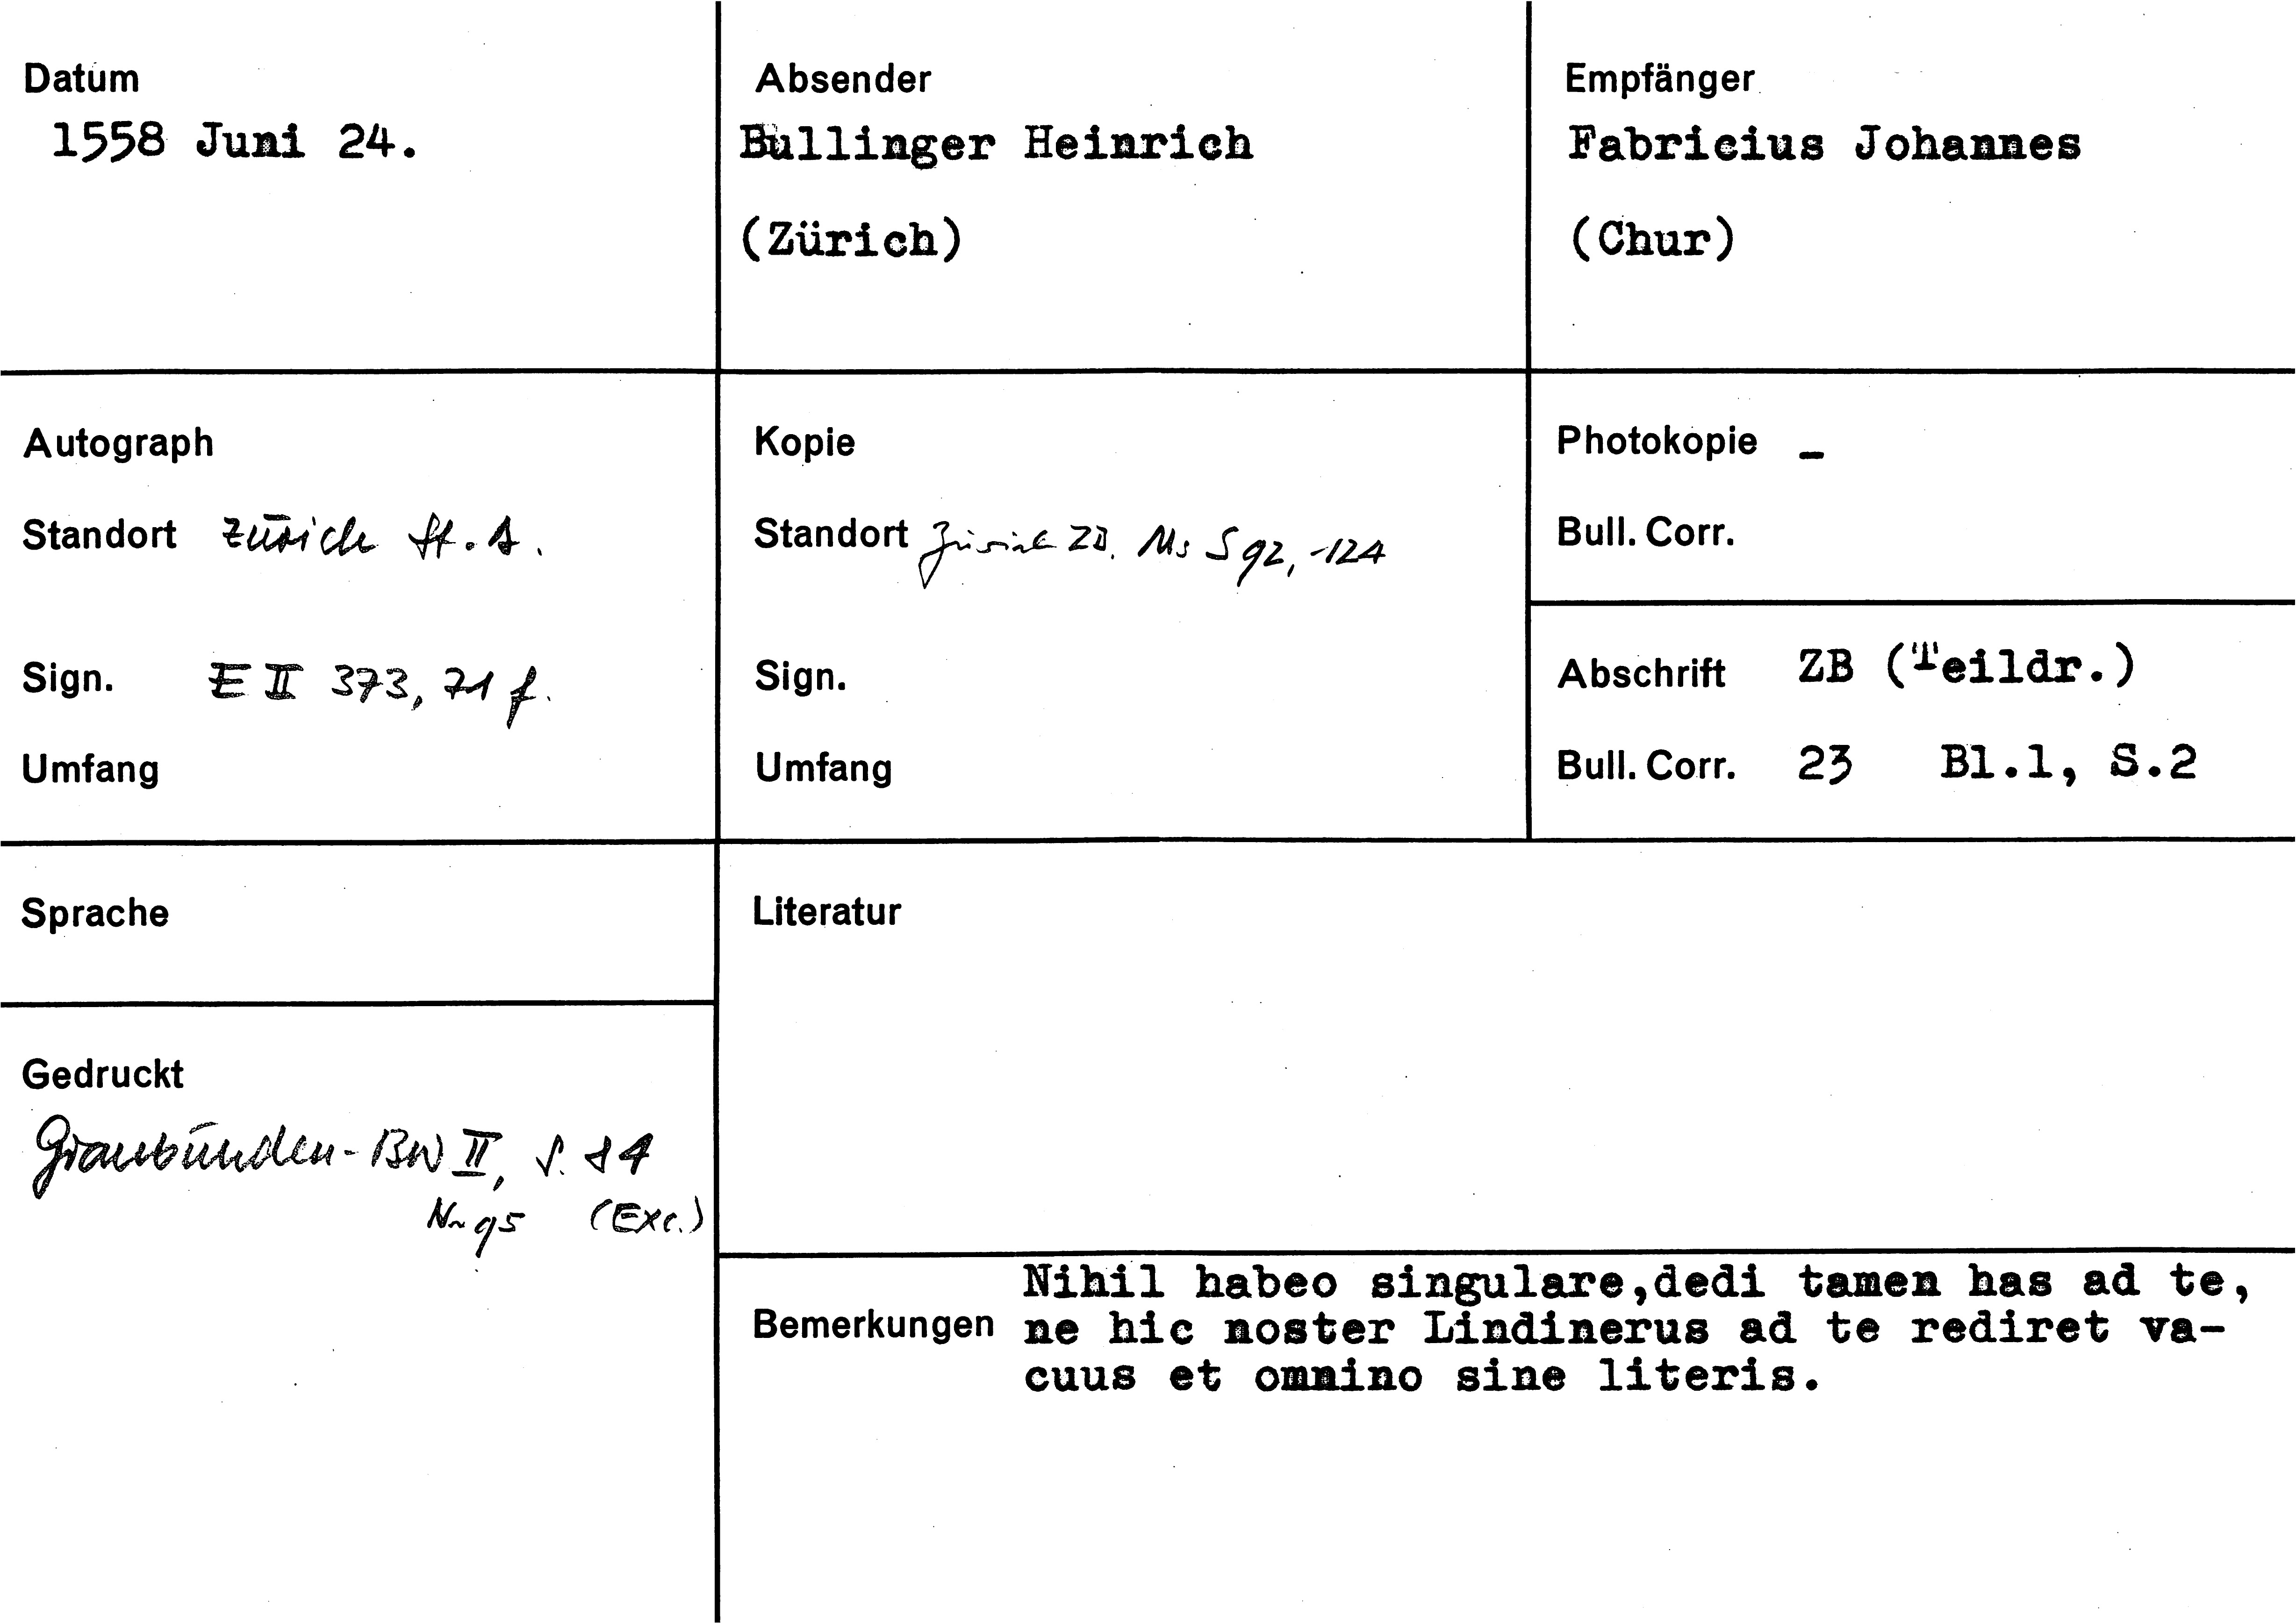 Datum
1558 Juni 24.
Absender
Bullinger Heinrich
(Zürich)
Empfänger
Fabricius Johannes
(Chur)
Autograph
Standort Zürich St. A.
Sign. E II 373, 71 f.
Umfang
Kopie
Standort Zürich ZB. Ms S 92, 124
Sign.
Umfang
Photokopie –
Bull. Corr.
Abschrift ZB (Teildr.)
Bull. Corr. 23 Bl.1, S.2
Sprache
Gedruckt
Graubünden-BW II, S. 84
Nr 95 (Exc.)
Literatur
Bemerkungen
Nihil habeo singulare,dedi tamen has ad te,
ne hic noster Lindinerus ad te rediret va-
cuus et omnino sine literis.